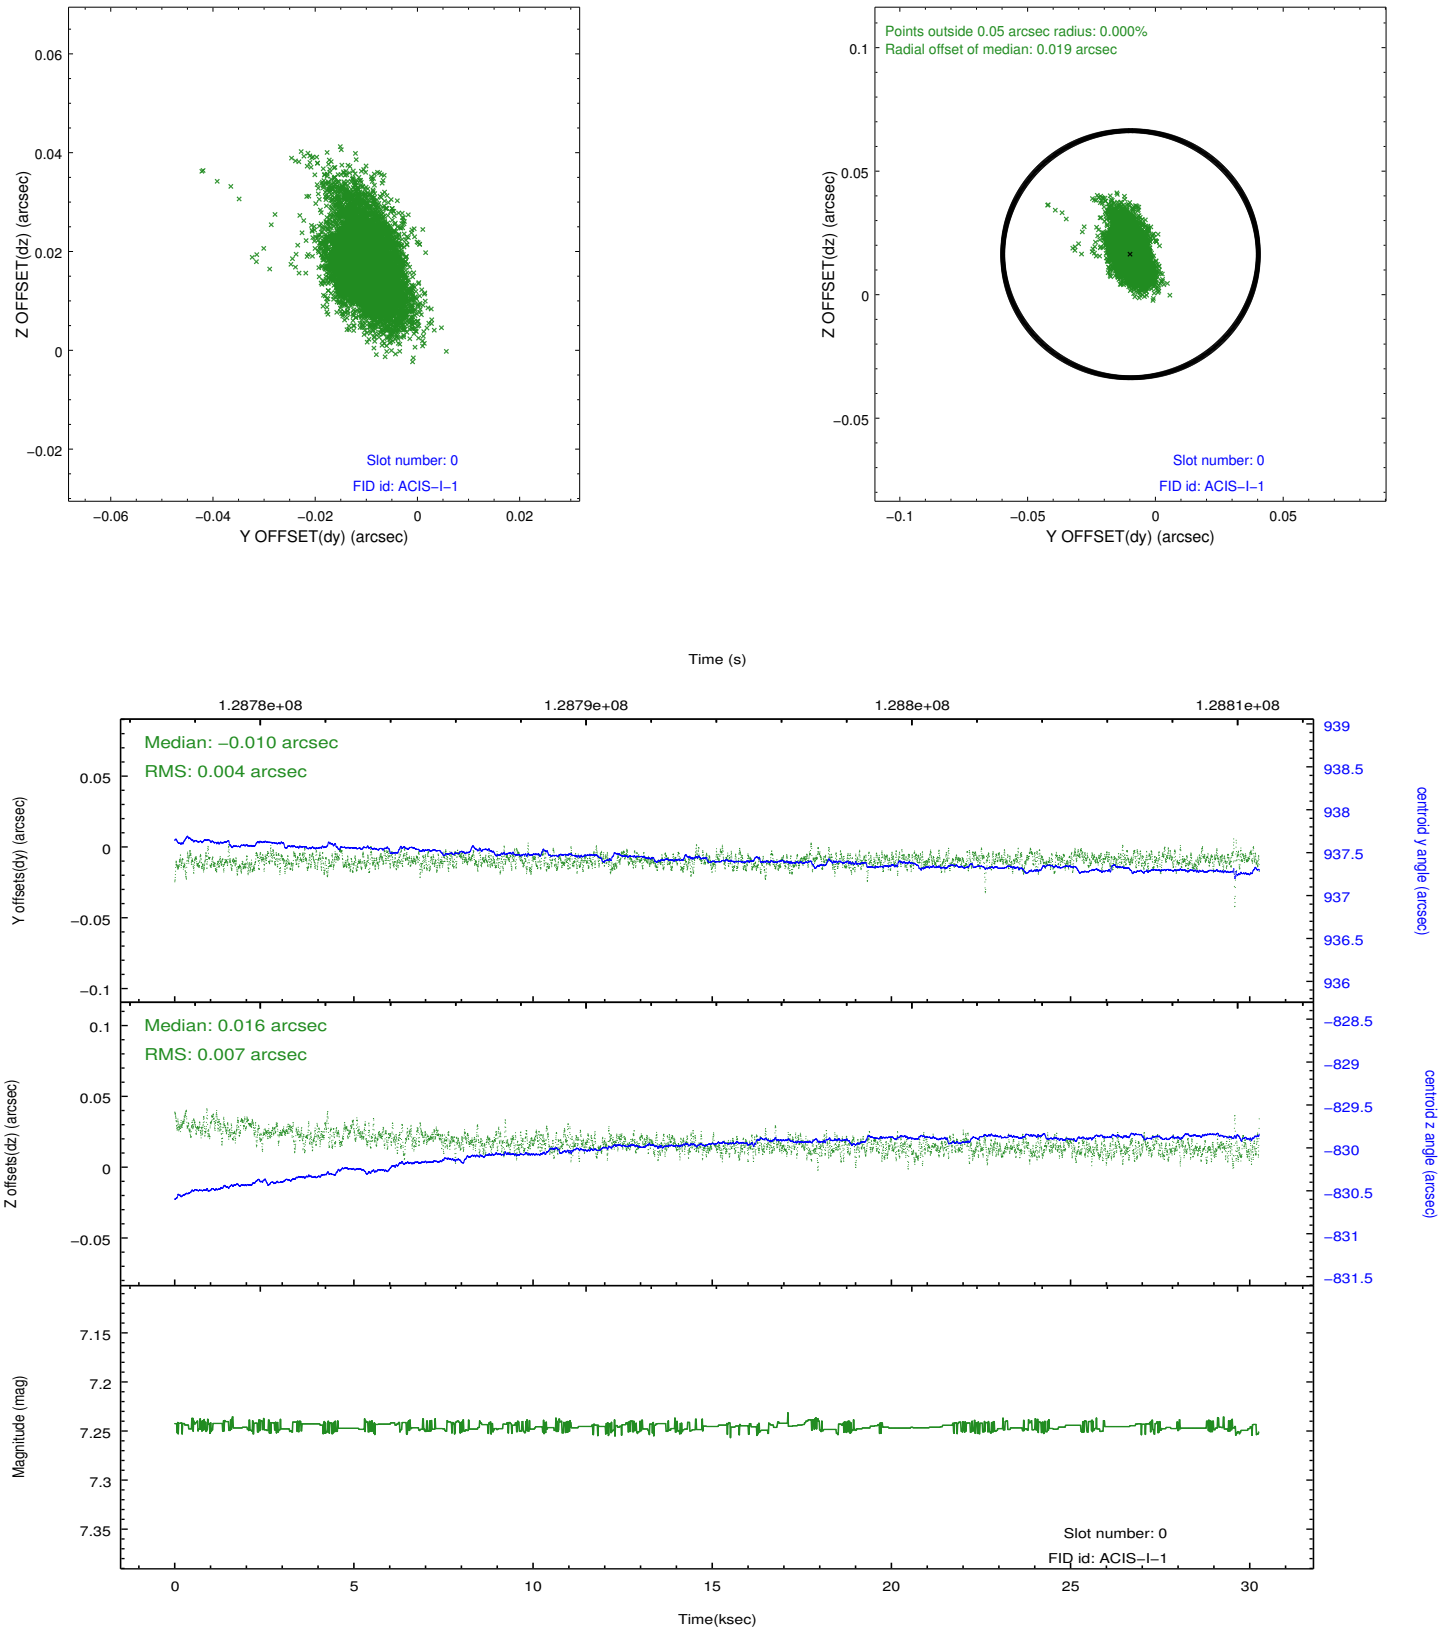 0.06
0.04
0.02
0
−0.02
Z OFFSET(dz) (arcsec)
Slot number: 0
FID id: ACIS−I−1
−0.06
−0.04
−0.02
0
0.02
Y OFFSET(dy) (arcsec)
Points outside 0.05 arcsec radius: 0.000%
Radial offset of median: 0.019 arcsec
0.1
0.05
0
−0.05
Z OFFSET(dz) (arcsec)
Slot number: 0
FID id: ACIS−I−1
−0.1
−0.05
0
0.05
Y OFFSET(dy) (arcsec)
Time (s)
1.2878e+08
1.2879e+08
1.288e+08
1.2881e+08
Median: −0.010 arcsec
RMS: 0.004 arcsec
0.05
0
−0.05
−0.1
Y offsets(dy) (arcsec)
939
938.5
938
937.5
937
936.5
936
centroid y angle (arcsec)
Median: 0.016 arcsec
RMS: 0.007 arcsec
0.1
0.05
0
−0.05
Z offsets(dz) (arcsec)
−828.5
−829
−829.5
−830
−830.5
−831
−831.5
centroid z angle (arcsec)
7.15
7.2
7.25
7.3
7.35
Magnitude (mag)
Slot number: 0
FID id: ACIS−I−1
0
5
10
15
20
25
30
Time(ksec)